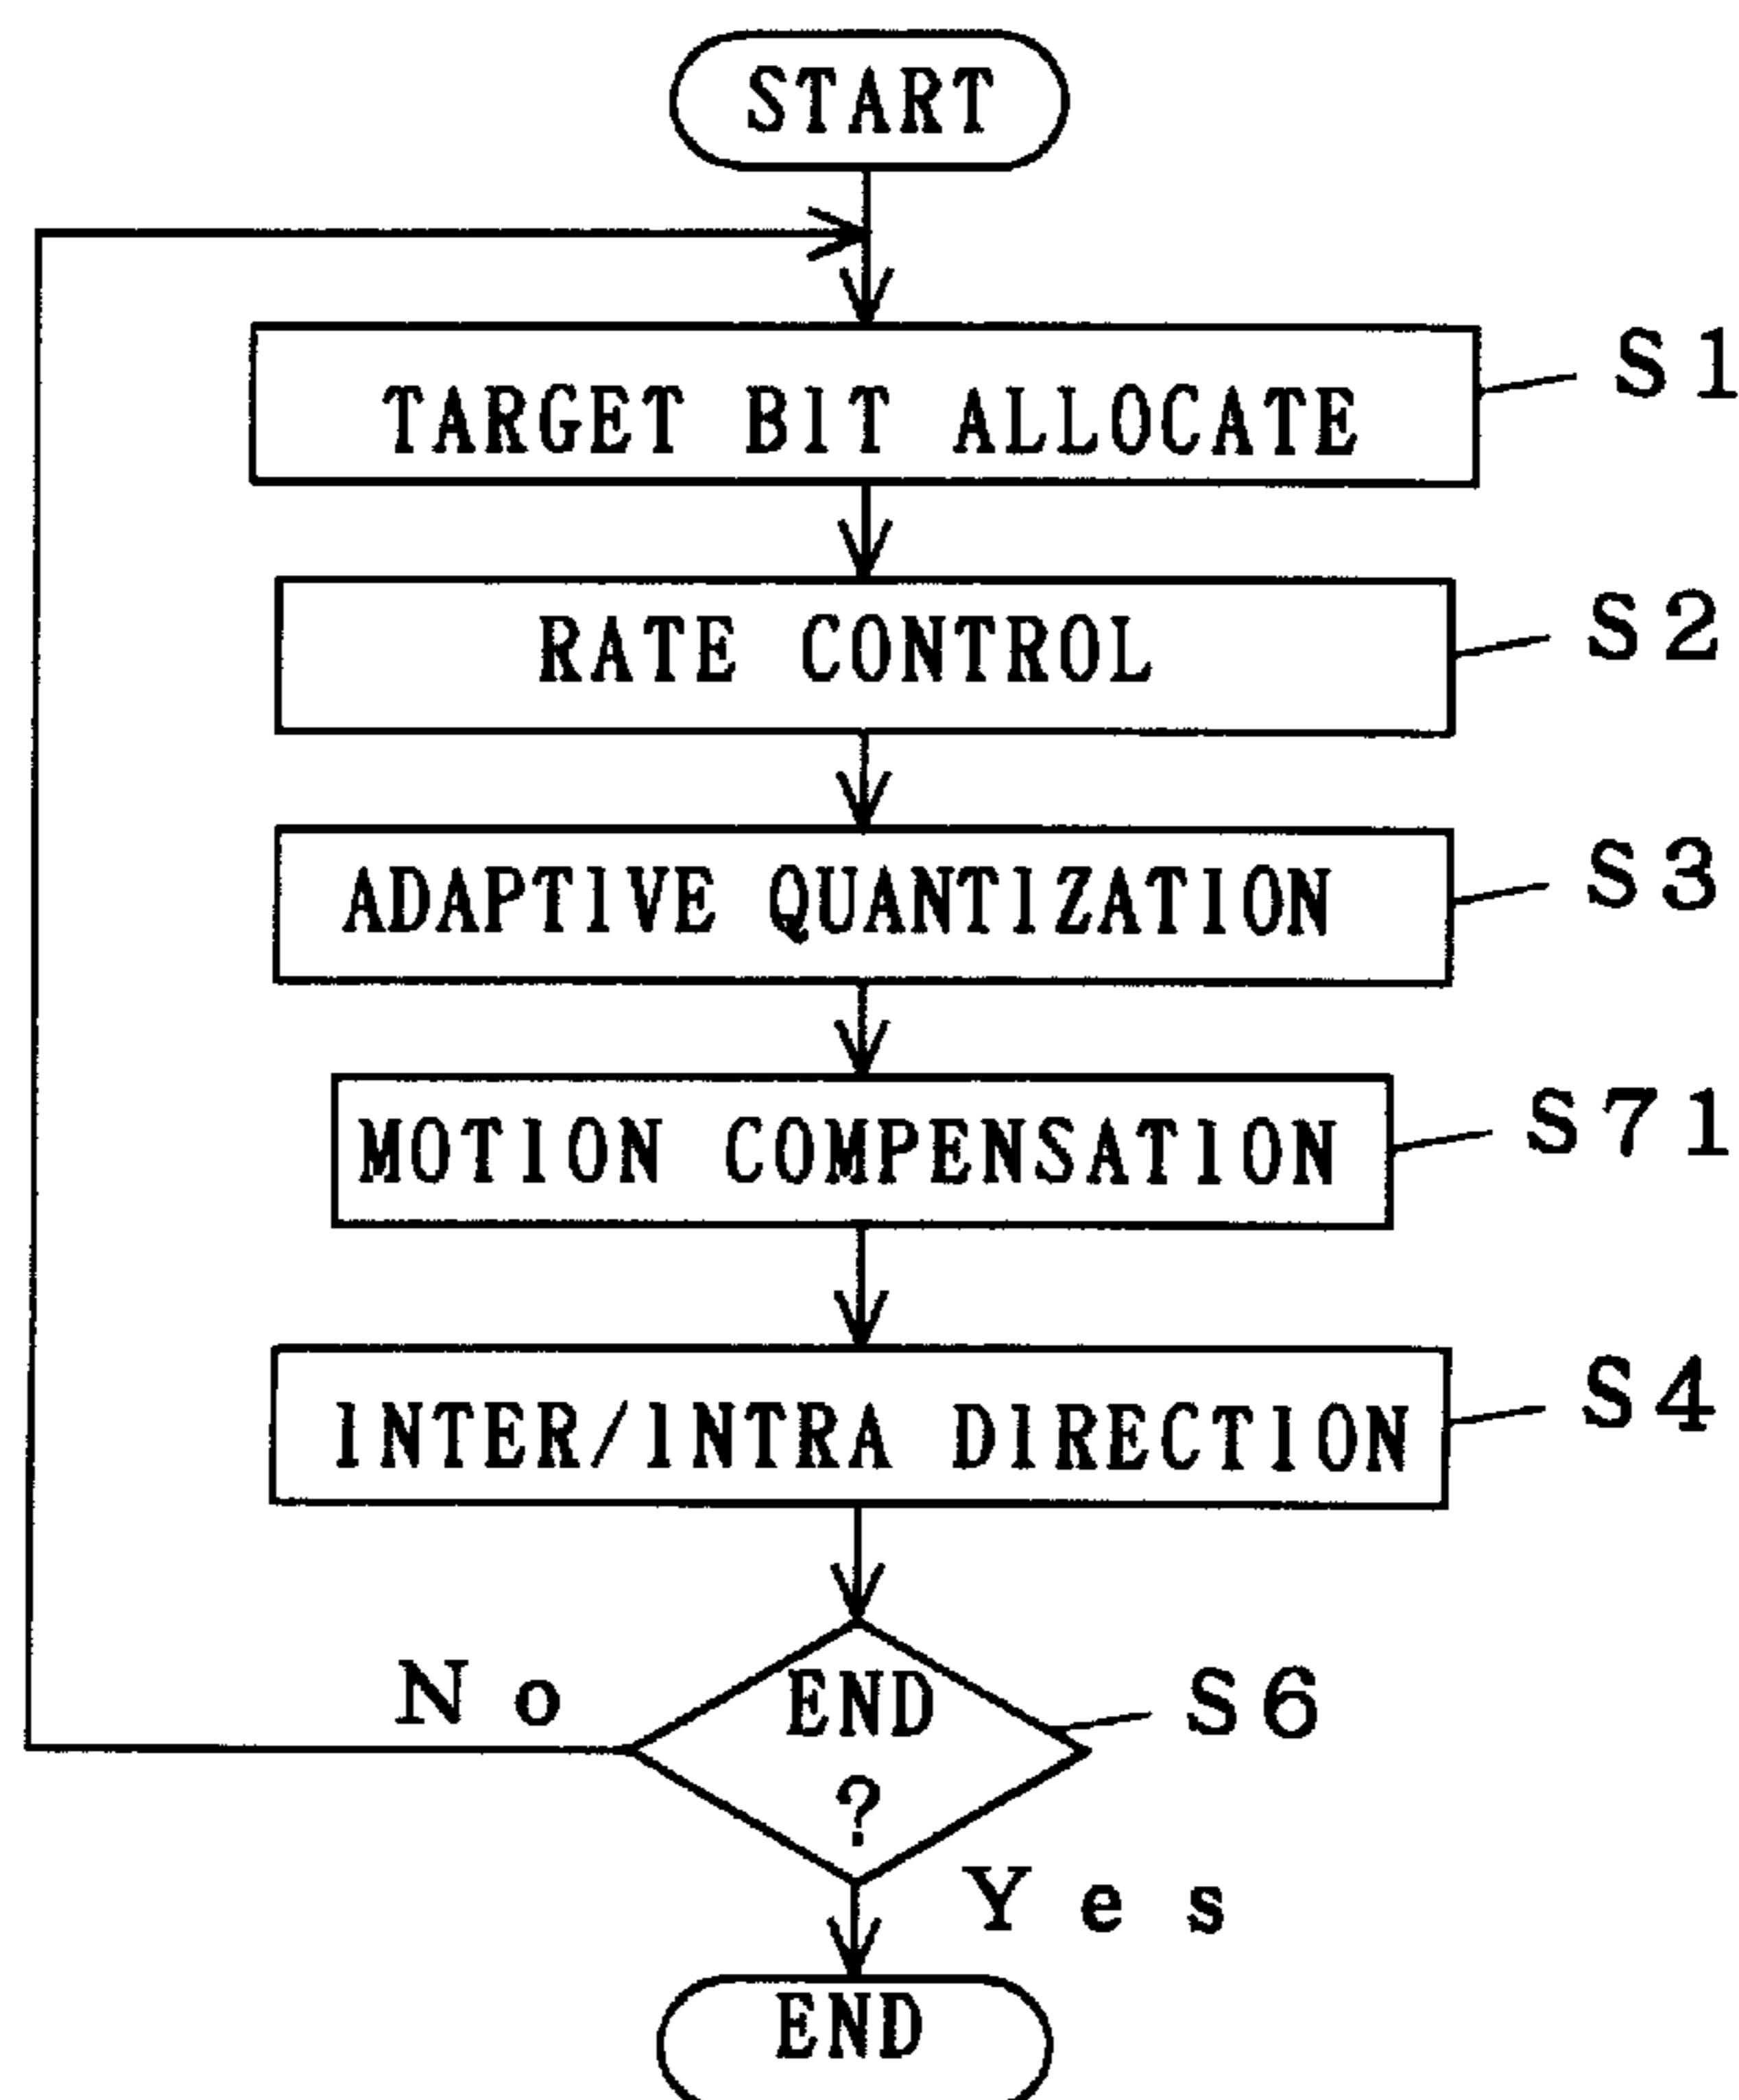 START
TARGET BIT ALLOCATE S1
RATE CONTROL S2
ADAPTIVE QUANTIZATION S3
MOTION COMPENSATION S71
INTER/INTRA DIRECTION S4
No
END
?
S6
Yes
END